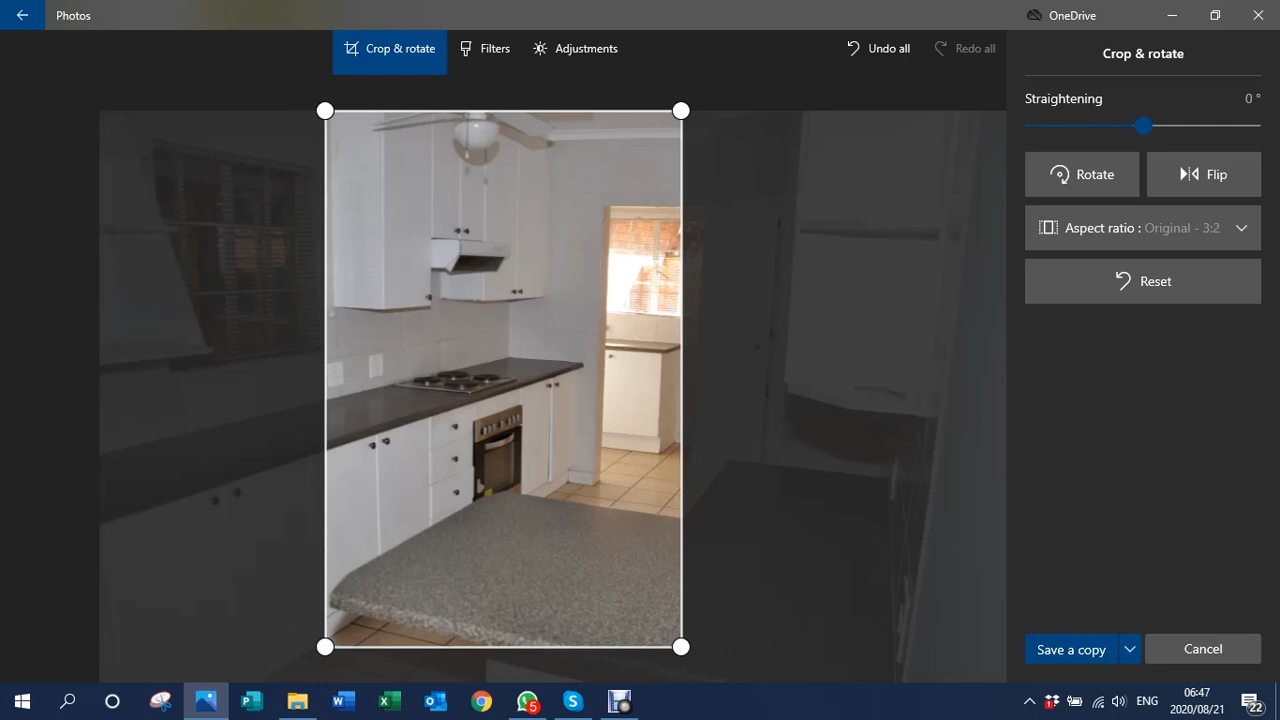 Photos
OneDrive
Crop & rotate
Filters
Adjustments
Undo all
Redo all
Crop & rotate
Straightening
0 °
Rotate
Flip
Aspect ratio : Original - 3:2
Reset
Save a copy
Cancel
5
ENG
06:47
2020/08/21
22